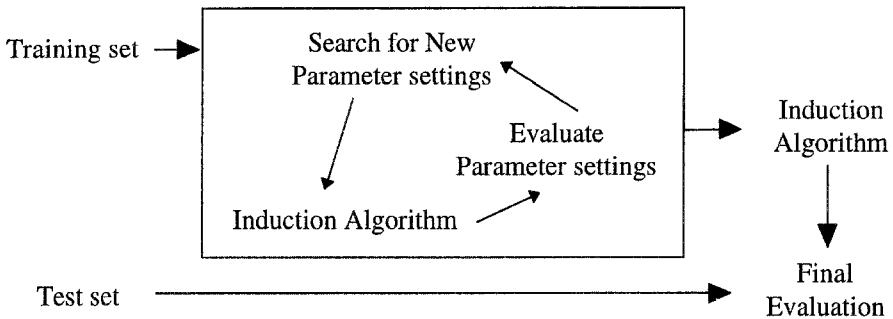 Training set
Search for New
Parameter settings
Evaluate
Parameter settings
Induction Algorithm
Induction
Algorithm
Test set
Final
Evaluation